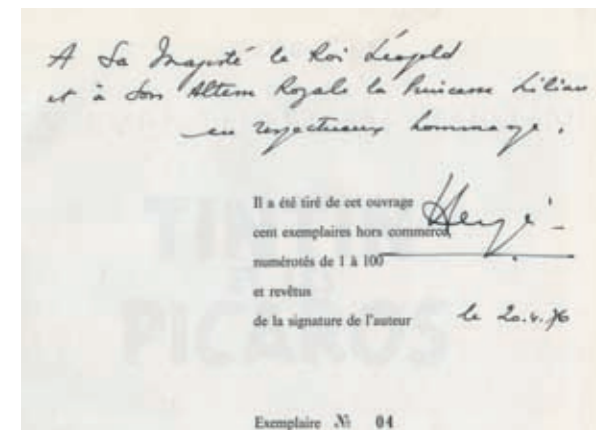 A Sa Majesté le Roi Léopold
et à Son Altesse Royale la Princesse Lilian
en respectueux hommage.
Il a été tiré de cet ouvrage
cent exemplaires hors commerce,
numérotés de 1 à 100
et revêtus
de la signature de l'auteur
Hergé
le 20.4.76
Exemplaire № 04
TINTIN
PICAROS